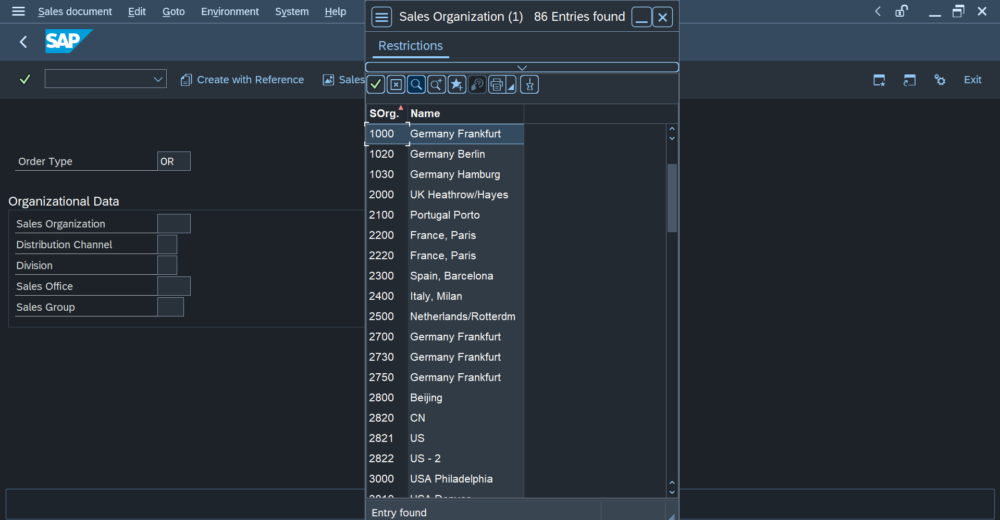 Sales document Edit Goto Environment System Help
SAP
Create with Reference Sales
Exit
Order Type OR
Organizational Data
Sales Organization
Distribution Channel
Division
Sales Office
Sales Group
Sales Organization (1) 86 Entries found
Restrictions
SOrg. Name
1000 Germany Frankfurt
1020 Germany Berlin
1030 Germany Hamburg
2000 UK Heathrow/Hayes
2100 Portugal Porto
2200 France, Paris
2220 France, Paris
2300 Spain, Barcelona
2400 Italy, Milan
2500 Netherlands/Rotterdm
2700 Germany Frankfurt
2730 Germany Frankfurt
2750 Germany Frankfurt
2800 Beijing
2820 CN
2821 US
2822 US - 2
3000 USA Philadelphia
Entry found